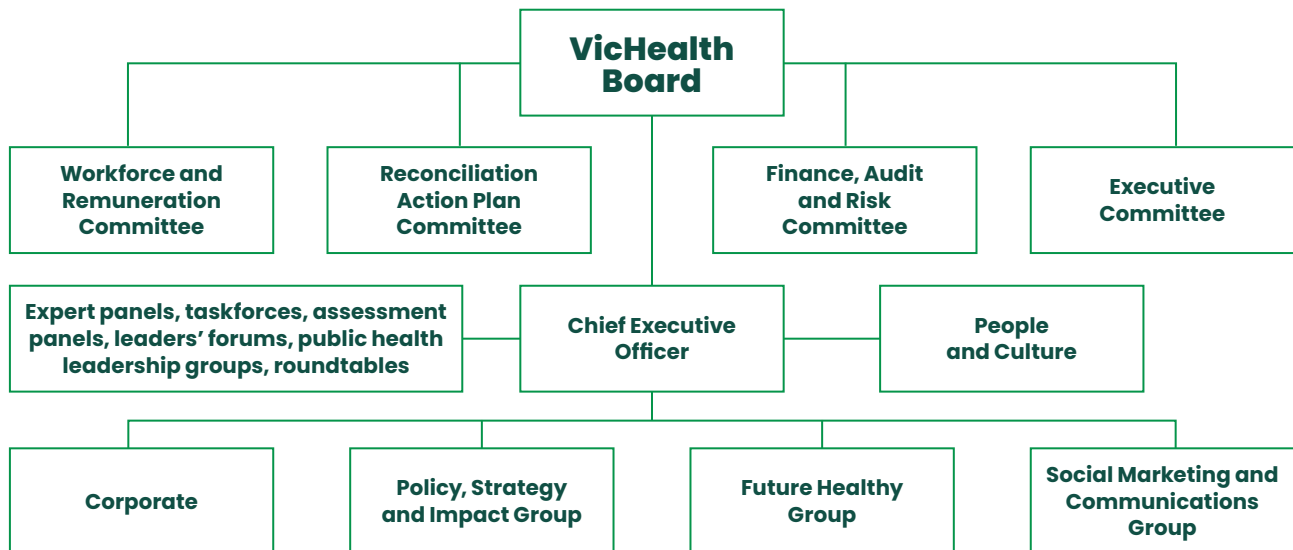 VicHealth
Board
Workforce and
Remuneration
Committee
Reconciliation
Action Plan
Committee
Finance, Audit
and Risk
Committee
Executive
Committee
Expert panels, taskforces, assessment
panels, leaders’ forums, public health
leadership groups, roundtables
Chief Executive
Officer
People
and Culture
Corporate
Policy, Strategy
and Impact Group
Future Healthy
Group
Social Marketing and
Communications
Group